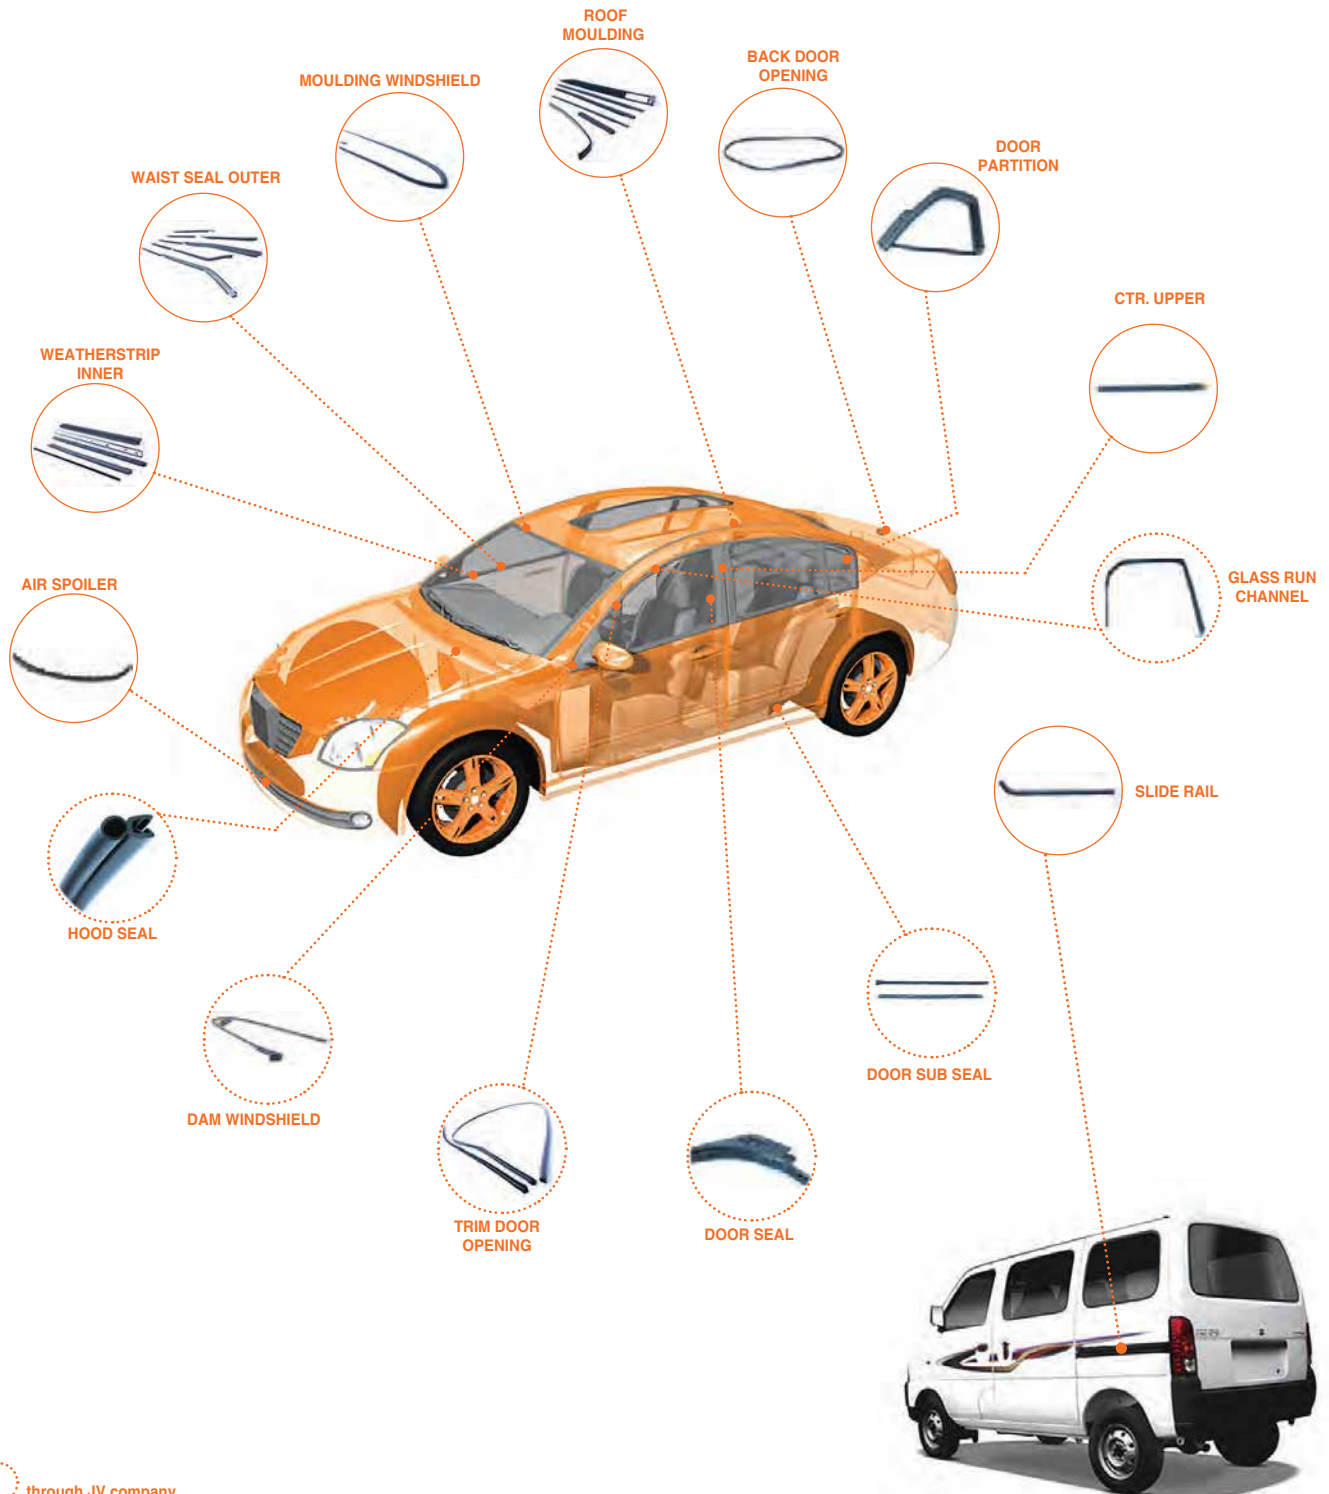 ROOF
MOULDING
BACK DOOR
OPENING
MOULDING WINDSHIELD
DOOR
PARTITION
WAIST SEAL OUTER
CTR. UPPER
WEATHERSTRIP
INNER
GLASS RUN
CHANNEL
AIR SPOILER
SLIDE RAIL
HOOD SEAL
DOOR SUB SEAL
DAM WINDSHIELD
TRIM DOOR
OPENING
DOOR SEAL
through JV company